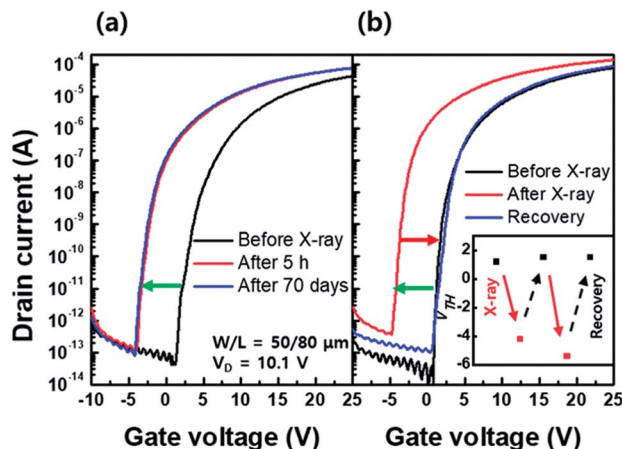 (a)
(b)
Drain current (A)
10⁻⁴
10⁻⁵
10⁻⁶
10⁻⁷
10⁻⁸
10⁻⁹
10⁻¹⁰
10⁻¹¹
10⁻¹²
10⁻¹³
10⁻¹⁴
Before X-ray
After 5 h
After 70 days
W/L = 50/80 μm
V_D = 10.1 V
-10 -5 0 5 10 15 20 25
Gate voltage (V)
Before X-ray
After X-ray
Recovery
V_TH
2
0
-2
-4
-6
X-ray
Recovery
-5 0 5 10 15 20 25
Gate voltage (V)